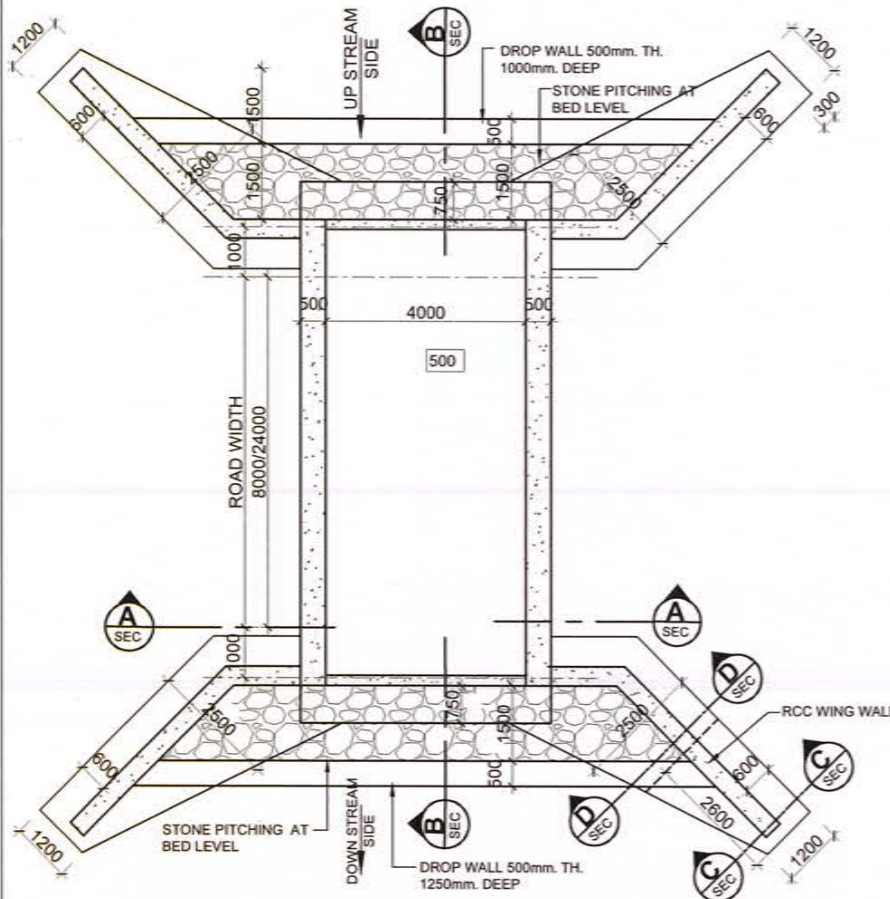 1200
UP STREAM
SIDE
B
SEC
DROP WALL 500mm. TH.
1000mm. DEEP
STONE PITCHING AT
BED LEVEL
1200
300
600
1500
500
600
2500
1500
750
1500
2500
1000
500
4000
500
500
ROAD WIDTH
8000/24000
A
SEC
A
SEC
1000
D
SEC
2500
750
1500
2500
RCC WING WALL
600
500
600
C
SEC
2600
D
SEC
1200
STONE PITCHING AT
BED LEVEL
DOWN STREAM
SIDE
B
SEC
DROP WALL 500mm. TH.
1250mm. DEEP
C
SEC
1200